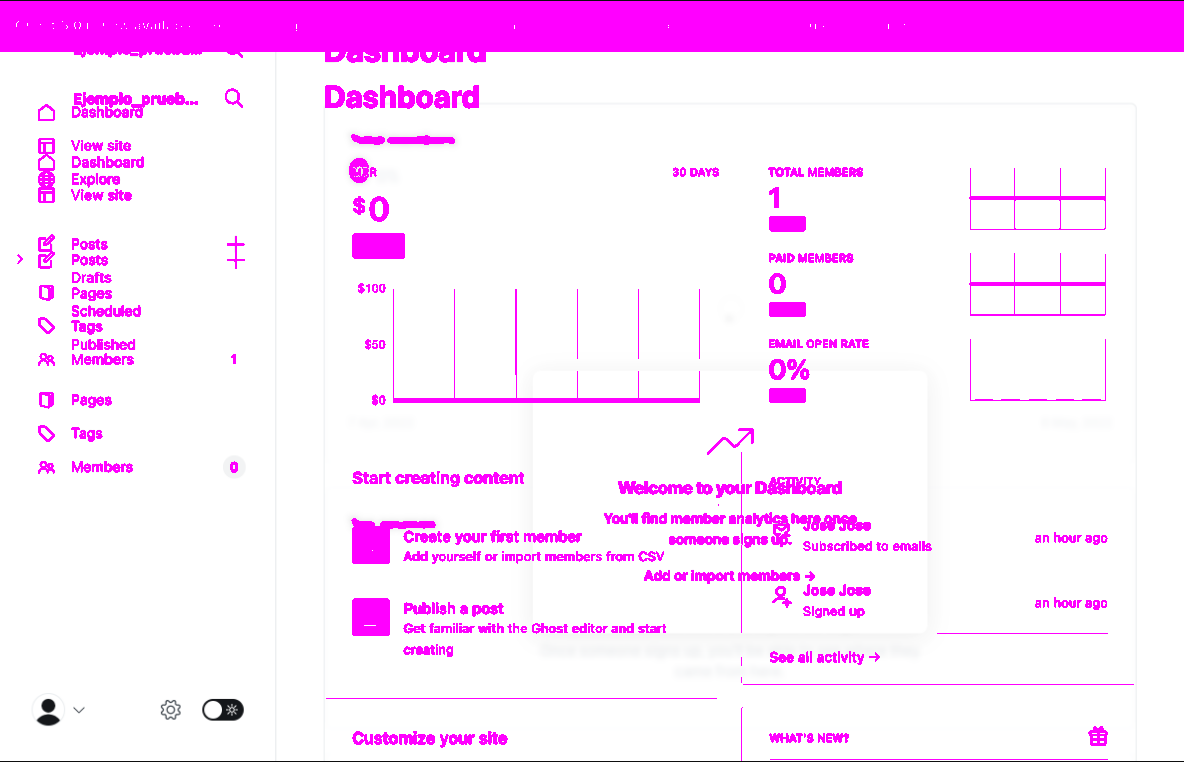 Dashboard
Ejemplo_prueb...
Dashboard
Dashboard
View site
Dashboard
Explore
View site
Posts
Posts
Drafts
Pages
Scheduled
Tags
Published
Members 1
Pages
Tags
Members 0
30 DAYS
$0
$100
$50
$0
TOTAL MEMBERS
1
PAID MEMBERS
0
EMAIL OPEN RATE
0%
Start creating content
Create your first member
Add yourself or import members from CSV
Publish a post
Get familiar with the Ghost editor and start
creating
Welcome to your Dashboard
You'll find member analytics here once
someone signs up.
Add or import members →
ACTIVITY
Jose Jose
Subscribed to emails
an hour ago
Jose Jose
Signed up
an hour ago
See all activity →
Customize your site
WHAT'S NEW?